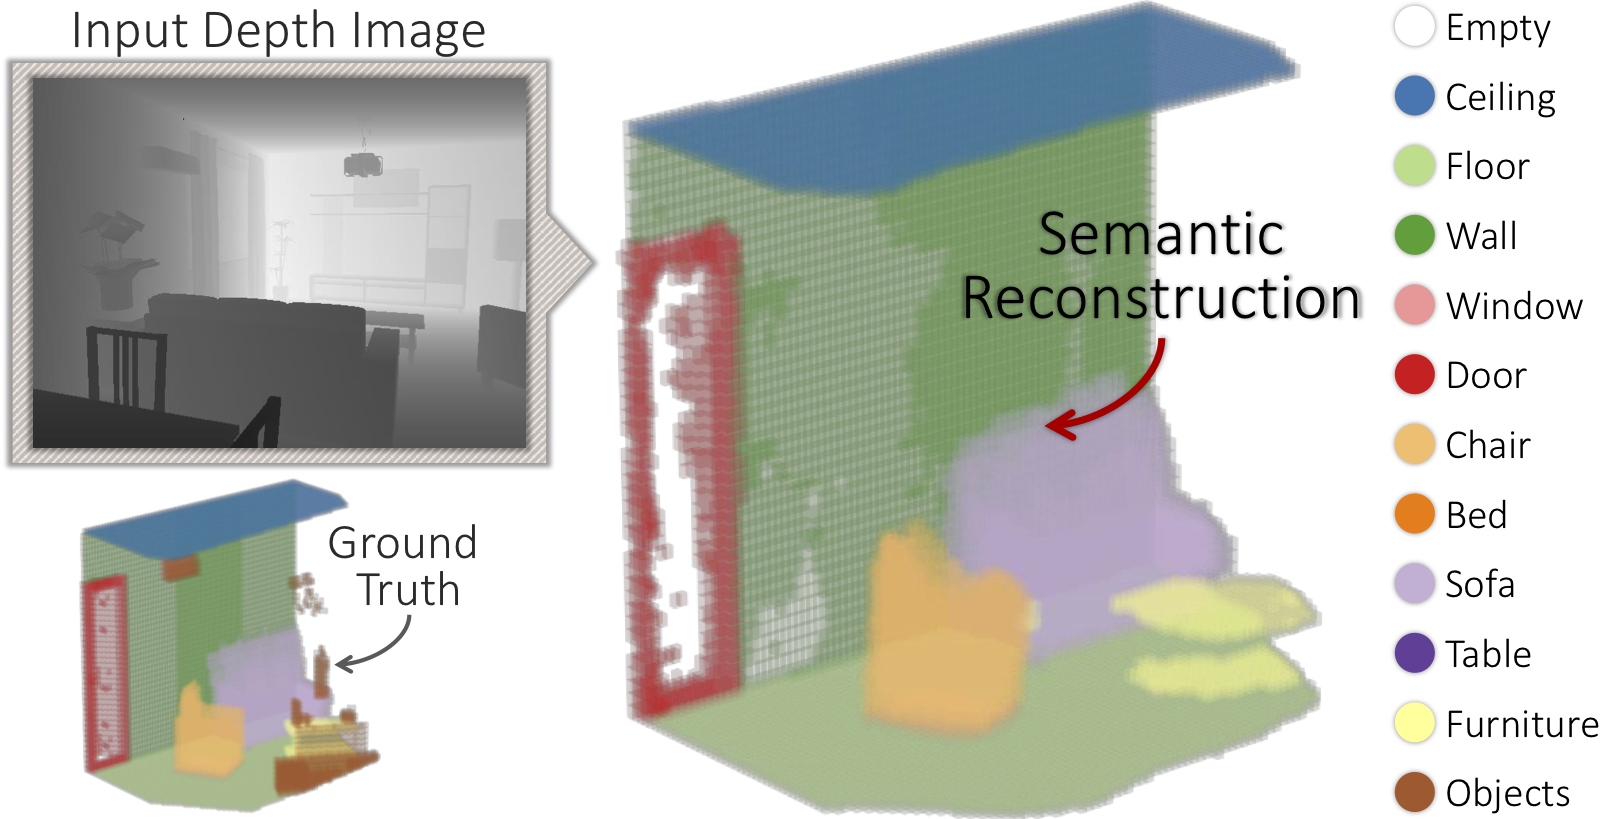 Input Depth Image
Ground
Truth
Semantic
Reconstruction
Empty
Ceiling
Floor
Wall
Window
Door
Chair
Bed
Sofa
Table
Furniture
Objects